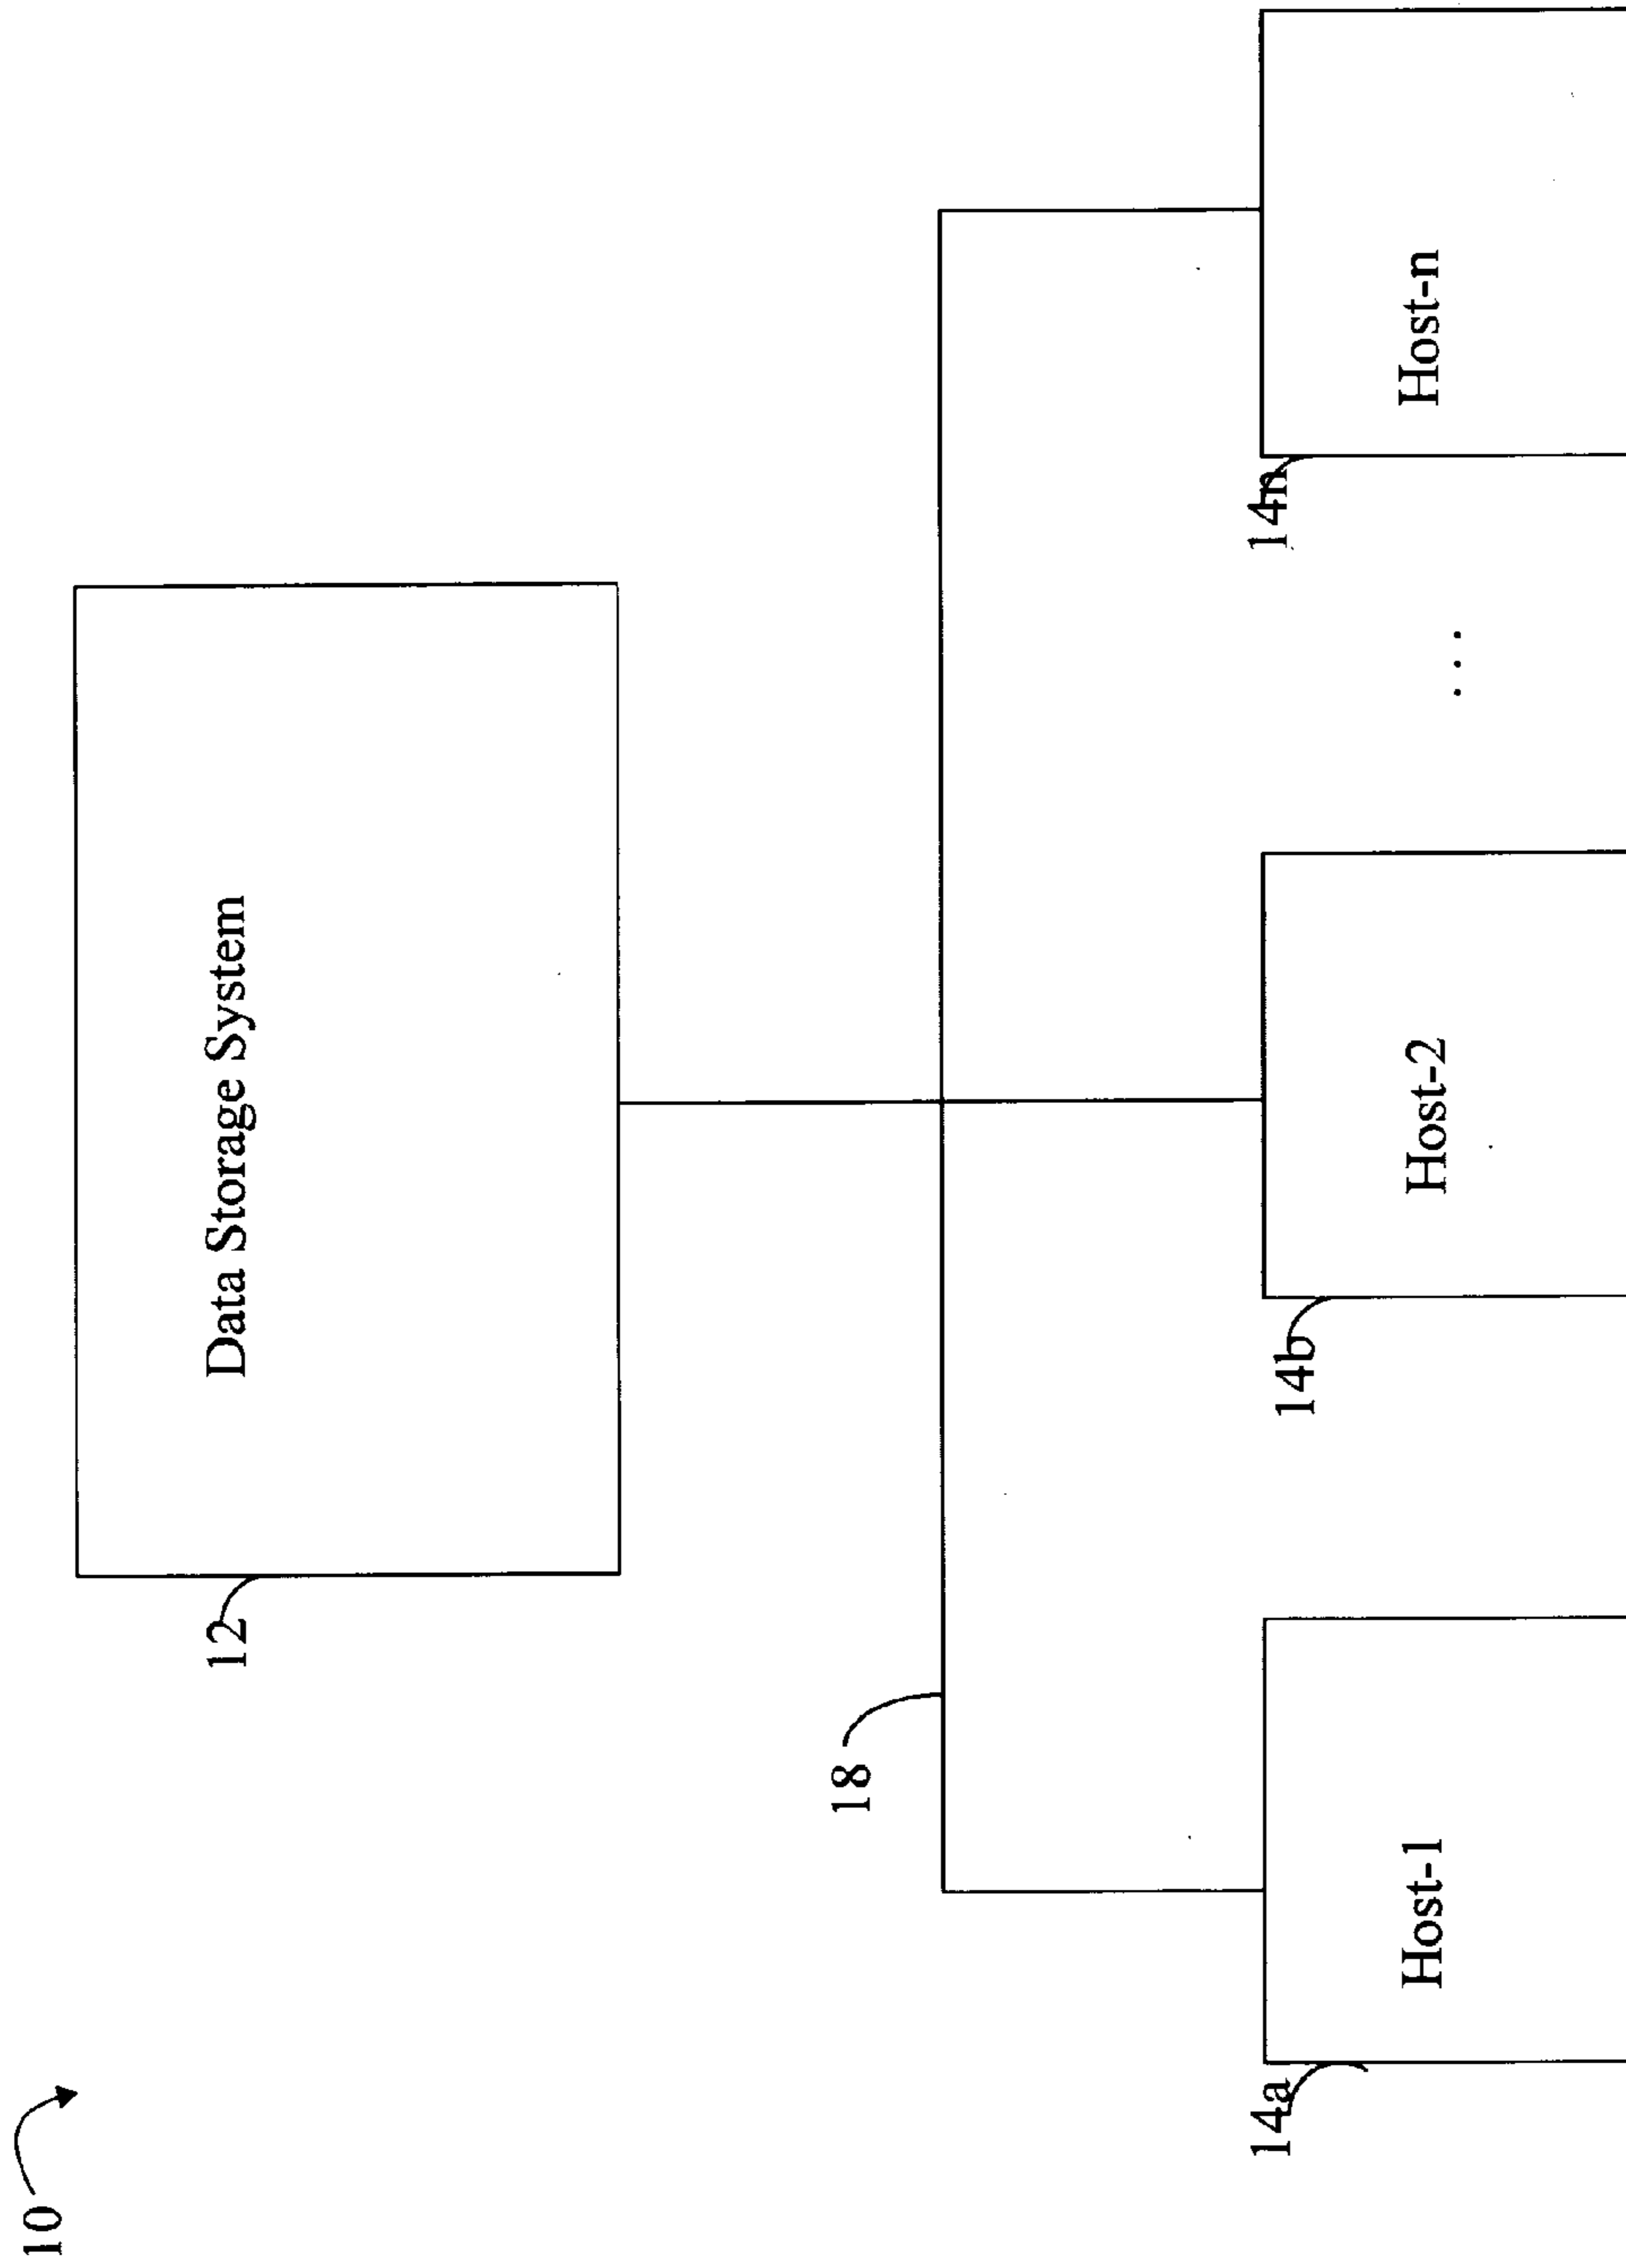 10
12
Data Storage System
18
14a
Host-1
14b
Host-2
. . .
14n
Host-n